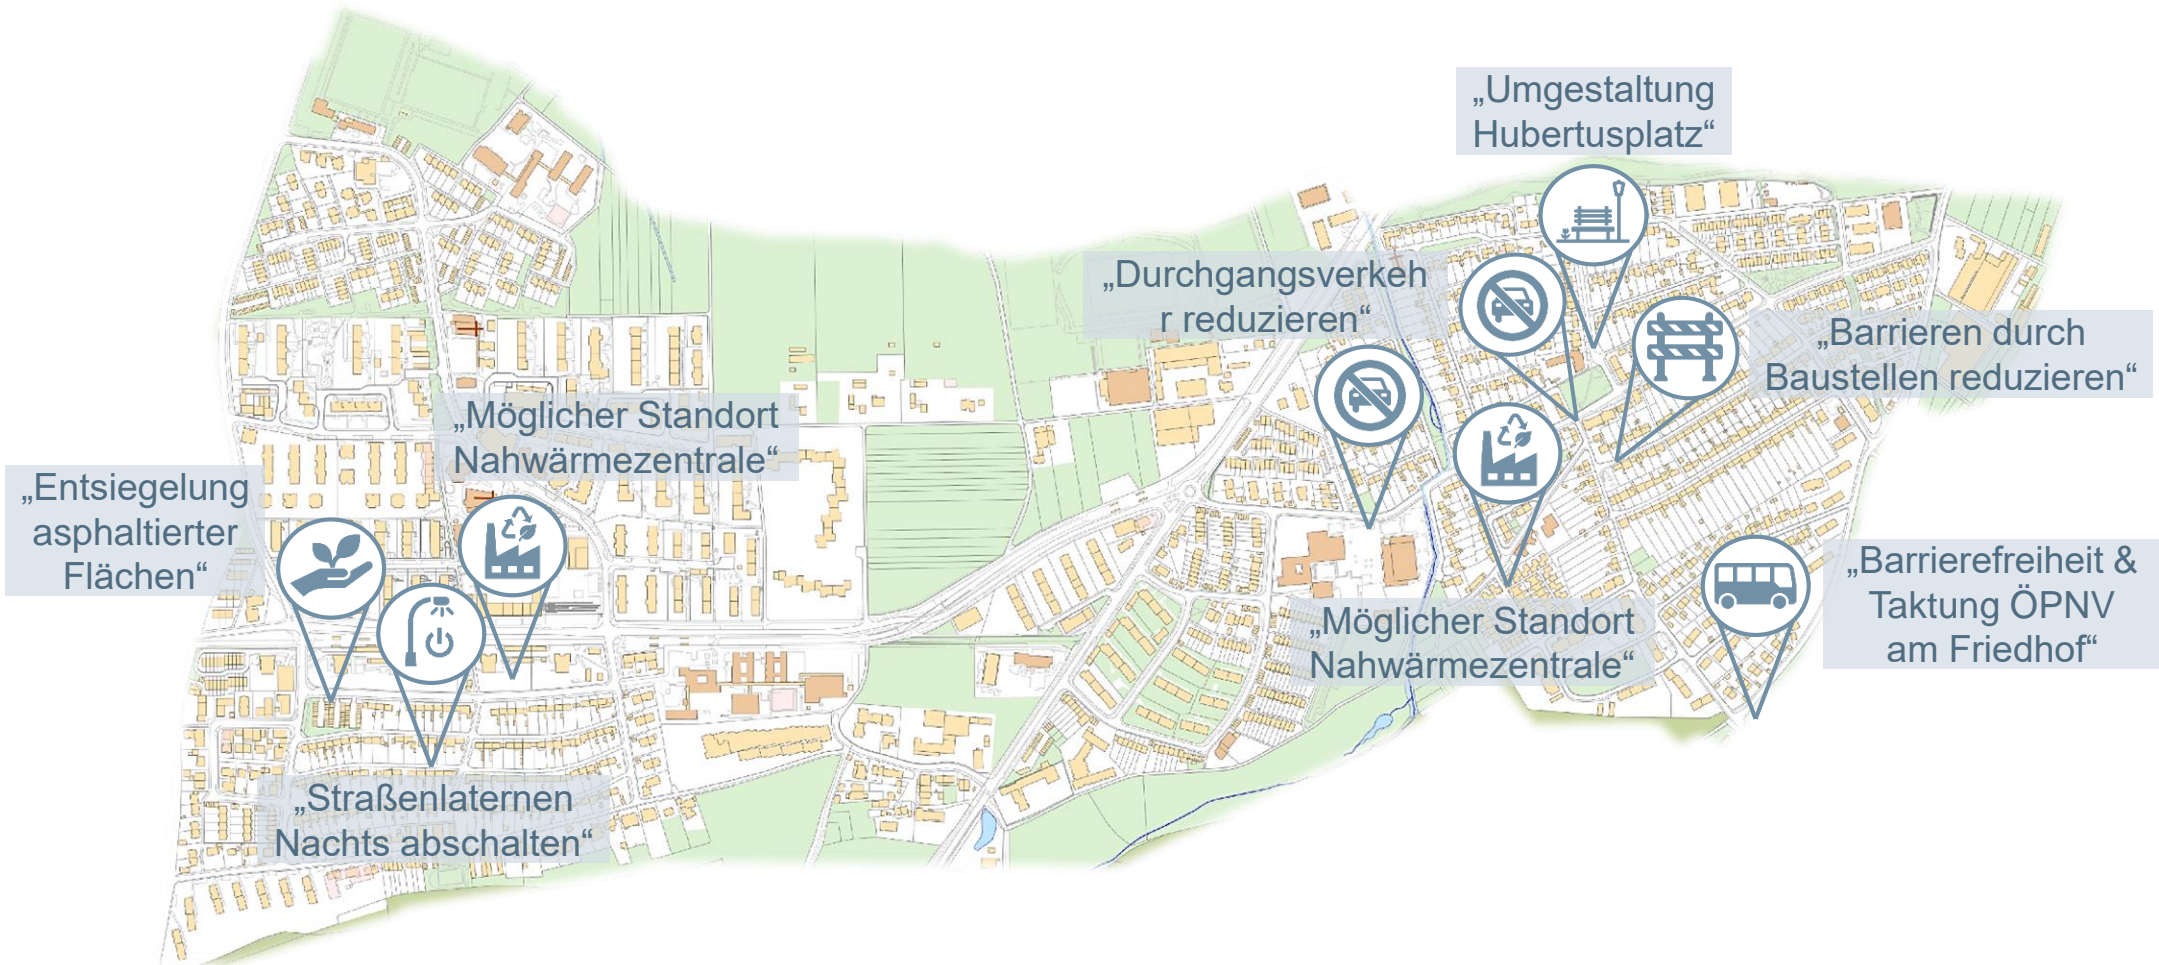 „Umgestaltung
Hubertusplatz“
„Durchgangsverkeh
r reduzieren“
„Barrieren durch
Baustellen reduzieren“
„Möglicher Standort
Nahwärmezentrale“
„Entsiegelung
asphaltierter
Flächen“
„Barrierefreiheit &
Taktung ÖPNV
am Friedhof“
„Möglicher Standort
Nahwärmezentrale“
„Straßenlaternen
Nachts abschalten“